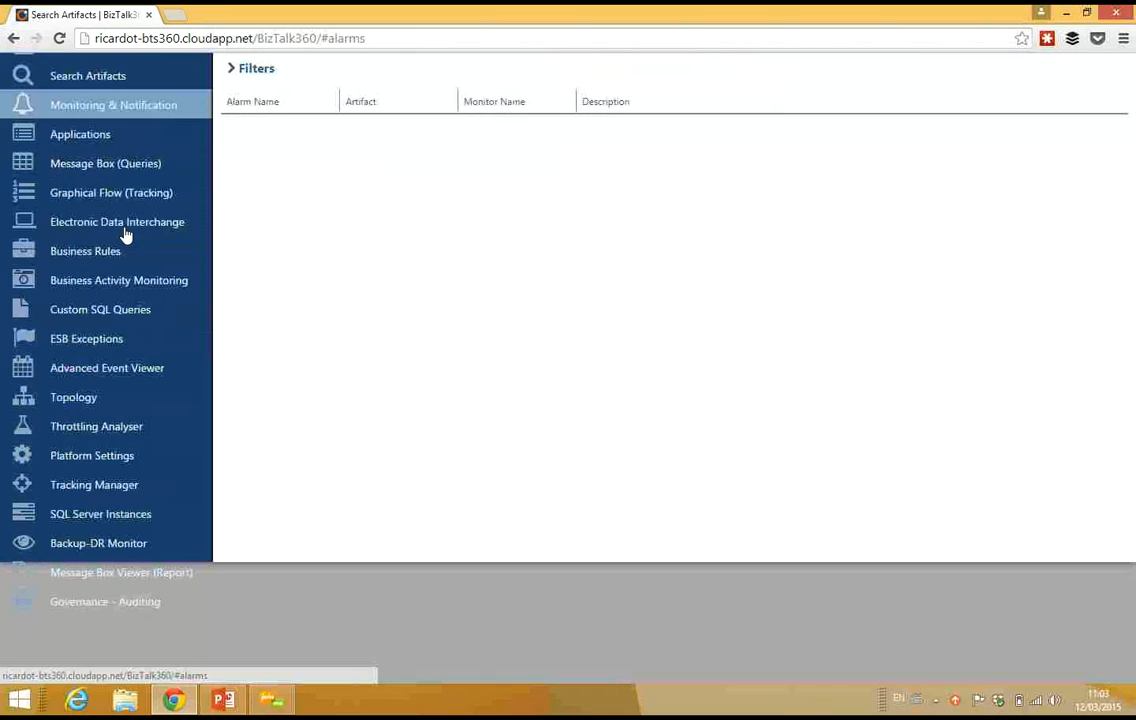 Search Artifacts | BizTalk3
ricardot-bts360.cloudapp.net/BizTalk360/#alarms
Search Artifacts
Monitoring & Notification
Applications
Message Box (Queries)
Graphical Flow (Tracking)
Electronic Data Interchange
Business Rules
Business Activity Monitoring
Custom SQL Queries
ESB Exceptions
Advanced Event Viewer
Topology
Throttling Analyser
Platform Settings
Tracking Manager
SQL Server Instances
Backup-DR Monitor
Message Box Viewer (Report)
Governance - Auditing
Filters
Alarm Name Artifact Monitor Name Description
ricardot-bts360.cloudapp.net/BizTalk360/#alarms
EN
11:03
12/03/2015